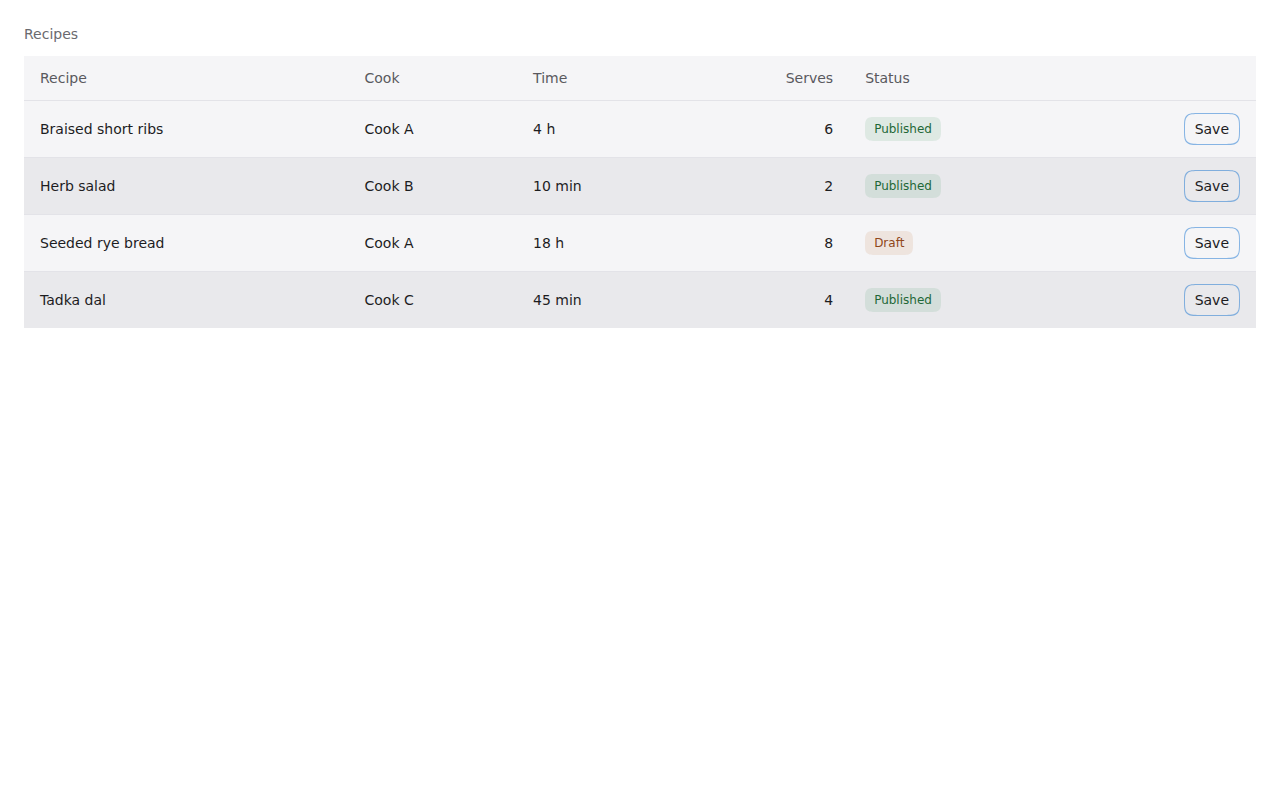 Recipes
Recipe Cook Time Serves Status
Braised short ribs Cook A 4 h 6 Published Save
Herb salad Cook B 10 min 2 Published Save
Seeded rye bread Cook A 18 h 8 Draft Save
Tadka dal Cook C 45 min 4 Published Save